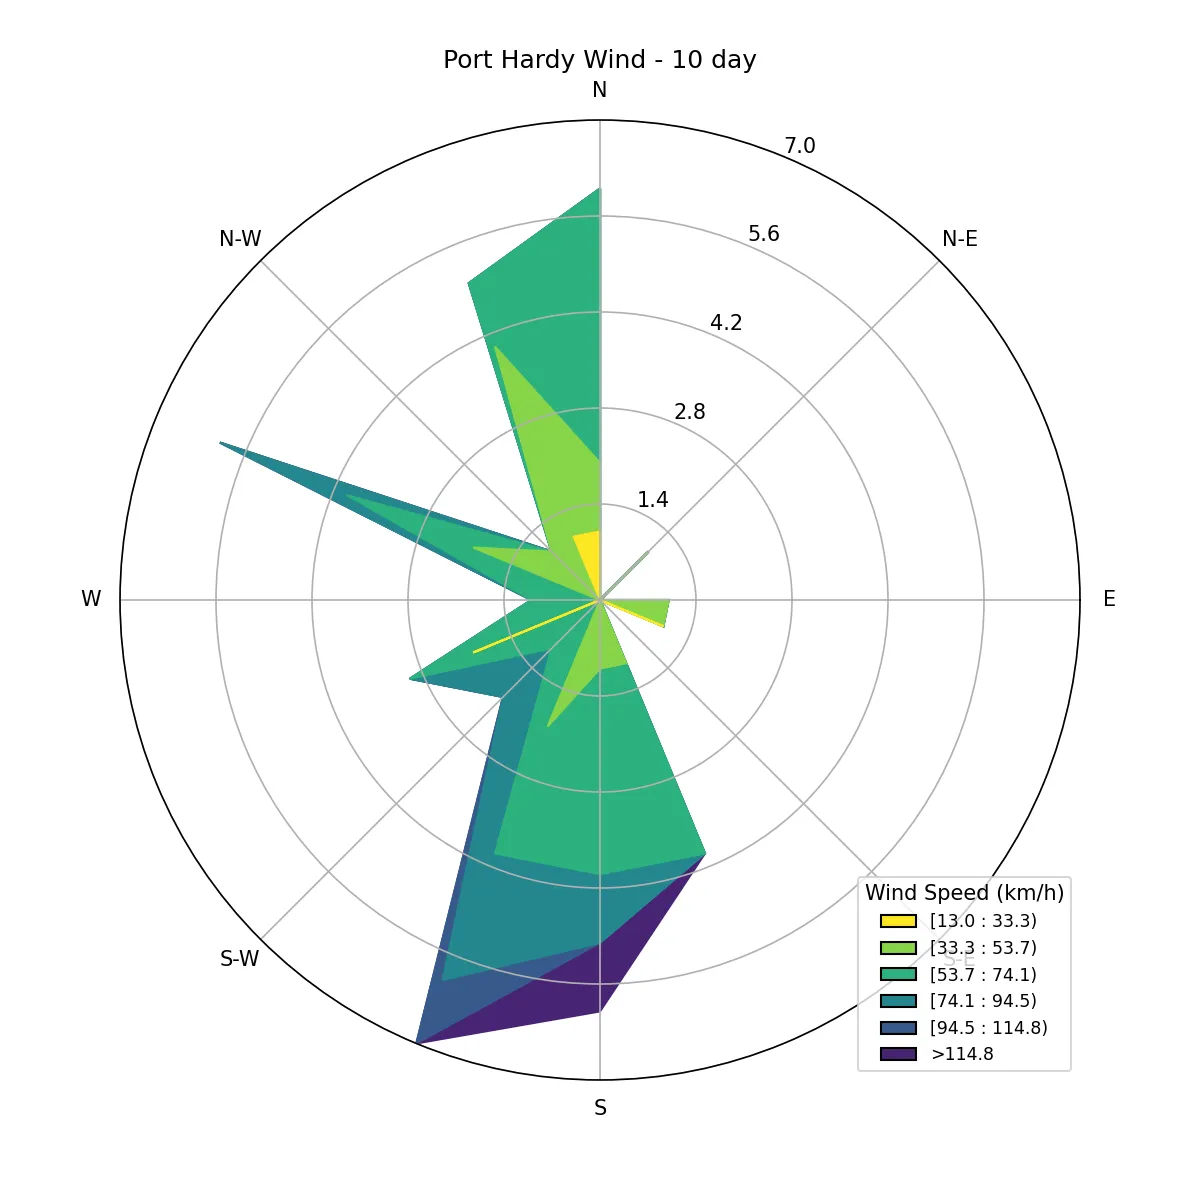 Port Hardy Wind - 10 day
N
7.0
N-W
5.6
N-E
4.2
2.8
1.4
W
E
Wind Speed (km/h)
[13.0 : 33.3)
[33.3 : 53.7)
S-W
S-E
[53.7 : 74.1)
[74.1 : 94.5)
[94.5 : 114.8)
>114.8
S